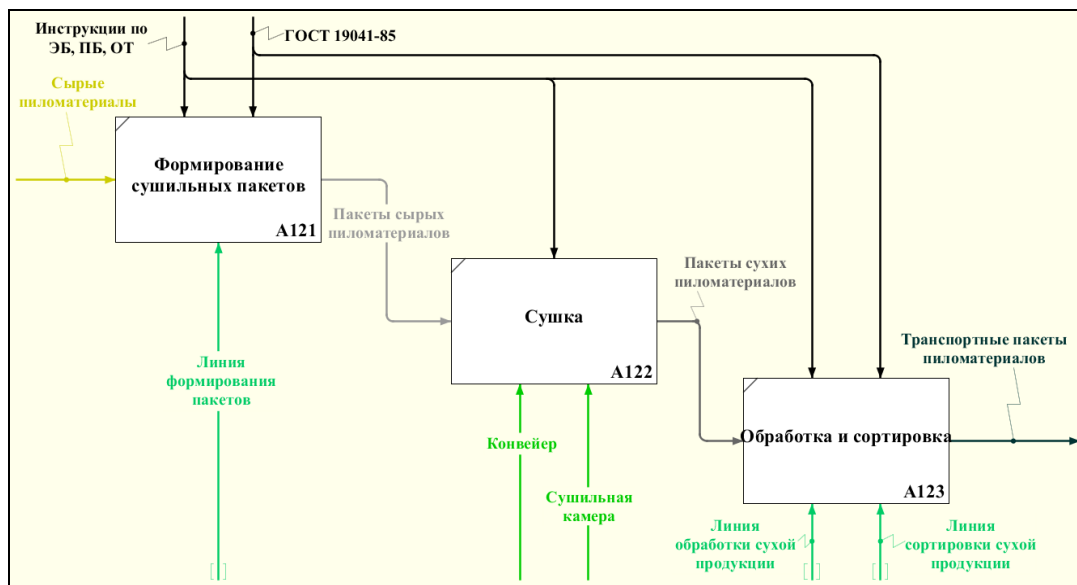 Инструкции по
ЭБ, ПБ, ОТ
ГОСТ 19041-85
Сырые
пиломатериалы
Формирование
сушильных пакетов
A121
Пакеты сырых
пиломатериалов
Пакеты сухих
пиломатериалов
Сушка
A122
Транспортные пакеты
пиломатериалов
Линия
формирования
пакетов
Обработка и сортировка
A123
Конвейер
Сушильная
камера
Линия
обработки сухой
продукции
Линия
сортировки сухой
продукции